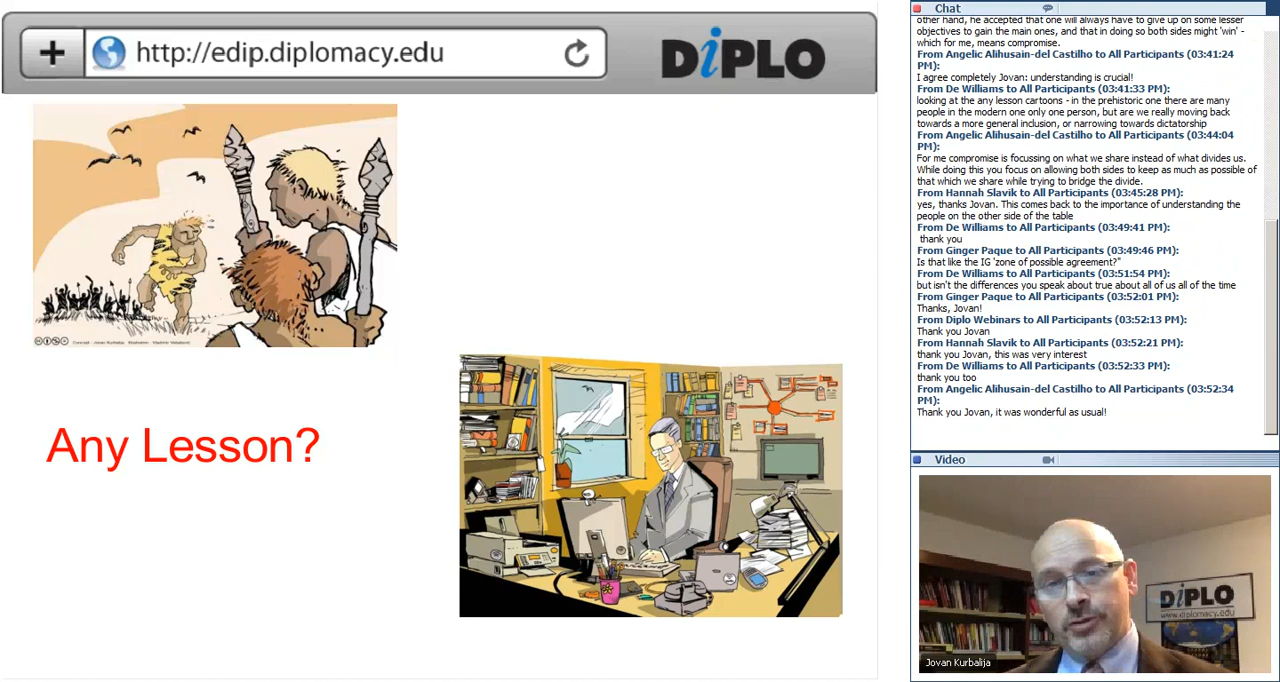 http://edip.diplomacy.edu
DiPLO
Any Lesson?
Chat
other hand, he accepted that one will always have to give up on some lesser
objectives to gain the main ones, and that in doing so both sides might 'win' -
which for me, means compromise.
From Angelic Alihusain-del Castilho to All Participants (03:41:24
PM):
I agree completely Jovan: understanding is crucial!
From De Williams to All Participants (03:41:33 PM):
looking at the any lesson cartoons - in the prehistoric one there are many
people in the modern one only one person, but are we really moving back
towards a more general inclusion, or narrowing towards dictatorship
From Angelic Alihusain-del Castilho to All Participants (03:44:04
PM):
For me compromise is focussing on what we share instead of what divides us.
While doing this you focus on allowing both sides to keep as much as possible of
that which we share while trying to bridge the divide.
From Hannah Slavik to All Participants (03:45:28 PM):
yes, thanks Jovan. This comes back to the importance of understanding the
people on the other side of the table
From De Williams to All Participants (03:49:41 PM):
thank you
From Ginger Paque to All Participants (03:49:46 PM):
Is that like the IG 'zone of possible agreement?"
From De Williams to All Participants (03:51:54 PM):
but isn't the differences you speak about true about all of us all of the time
From Ginger Paque to All Participants (03:52:01 PM):
Thanks, Jovan!
From Diplo Webinars to All Participants (03:52:13 PM):
Thank you Jovan
From Hannah Slavik to All Participants (03:52:21 PM):
thank you Jovan, this was very interest
From De Williams to All Participants (03:52:33 PM):
thank you too
From Angelic Alihusain-del Castilho to All Participants (03:52:34
PM):
Thank you Jovan, it was wonderful as usual!
Video
DiPLO
www.diplomacy.edu
Jovan Kurbalija